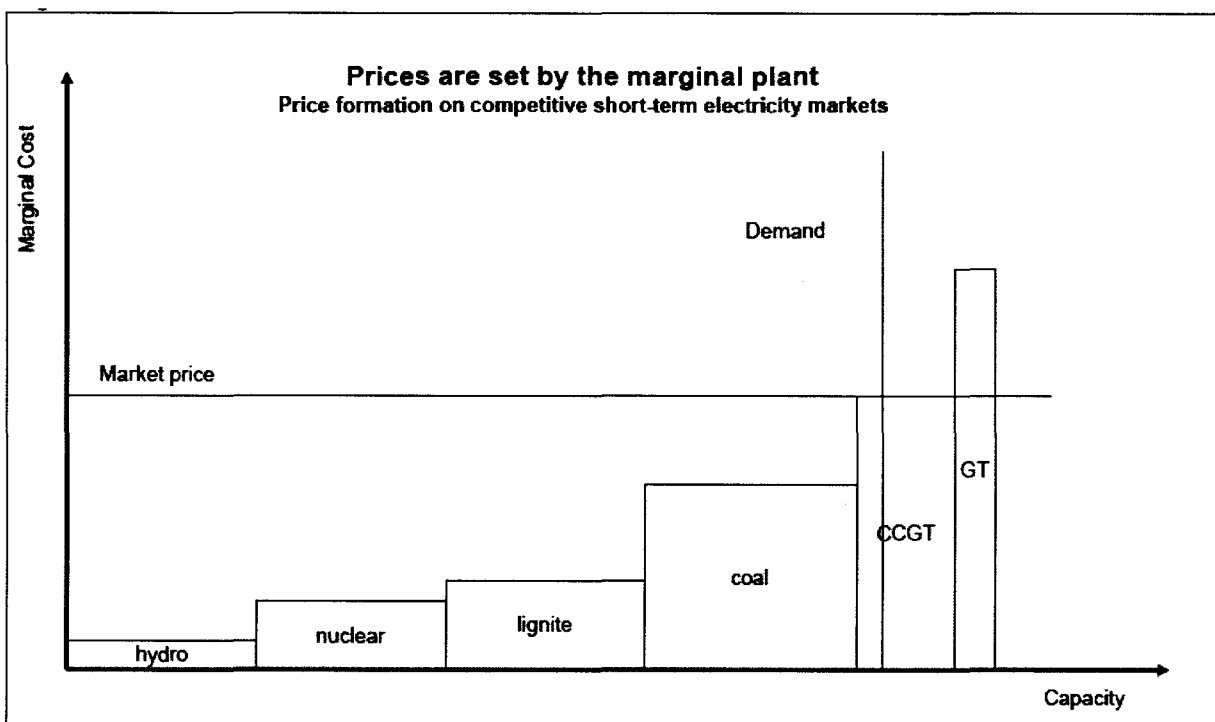 Prices are set by the marginal plant
Price formation on competitive short-term electricity markets
Marginal Cost
Demand
Market price
GT
CCGT
coal
lignite
nuclear
hydro
Capacity